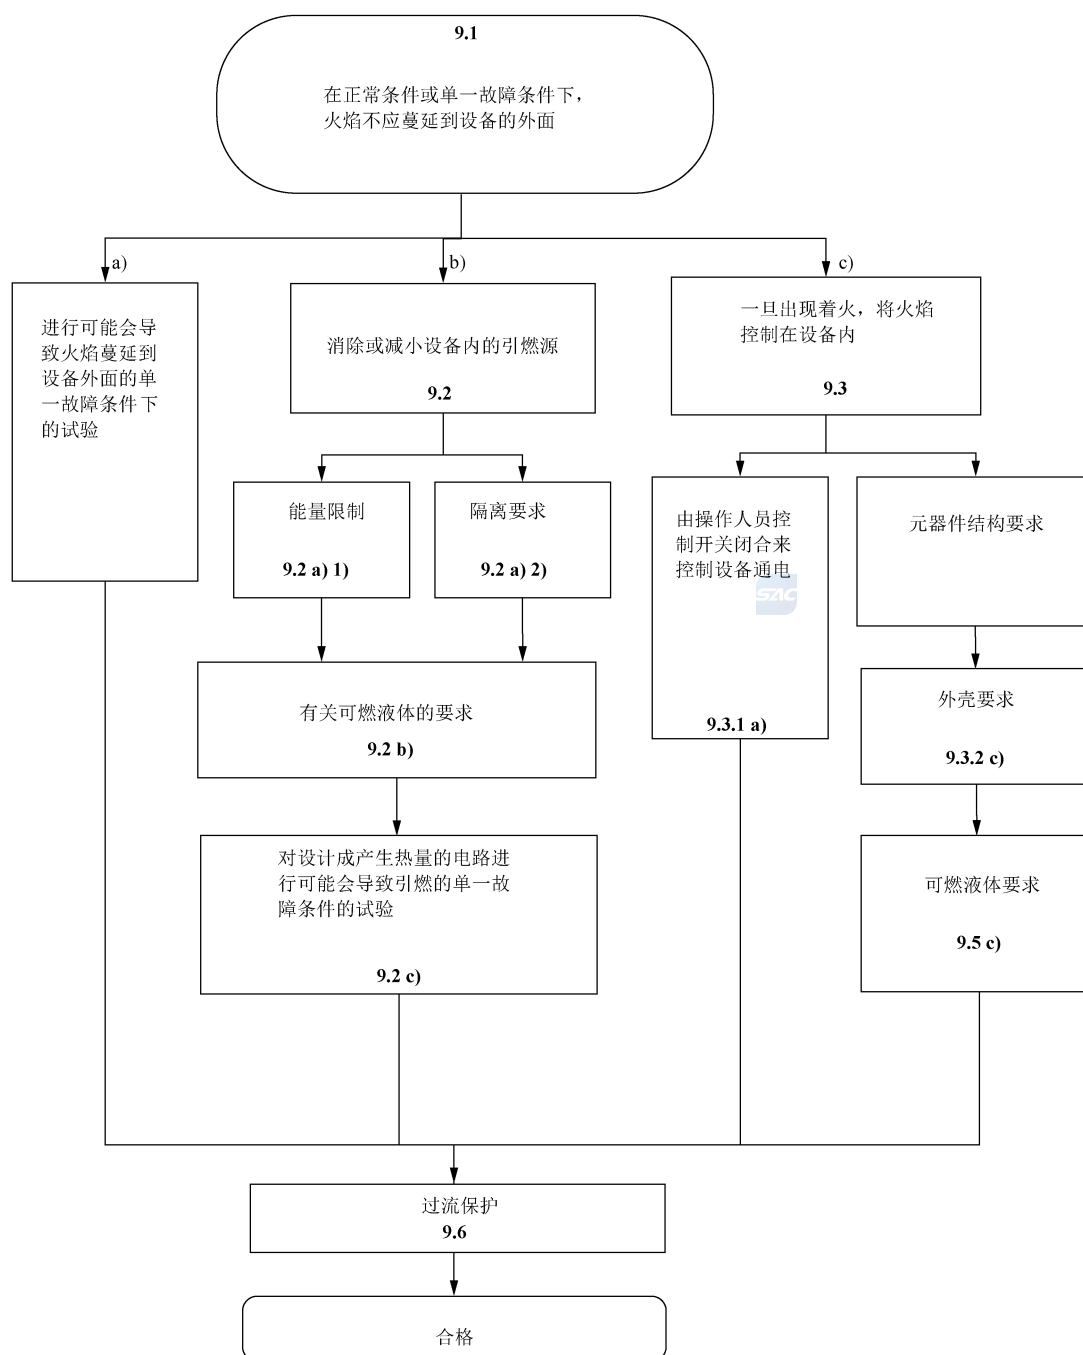 9.1
在正常条件或单一故障条件下，
火焰不应蔓延到设备的外面
a)
b)
c)
进行可能会导
致火焰蔓延到
设备外面的单
一故障条件下
的试验
消除或减小设备内的引燃源
9.2
一旦出现着火，将火焰
控制在设备内
9.3
能量限制
9.2 a) 1)
隔离要求
9.2 a) 2)
由操作人员控
制开关闭合来
控制设备通电
SAC
9.3.1 a)
元器件结构要求
有关可燃液体的要求
9.2 b)
外壳要求
9.3.2 c)
对设计成产生热量的电路进
行可能会导致引燃的单一故
障条件的试验
9.2 c)
可燃液体要求
9.5 c)
过流保护
9.6
合格